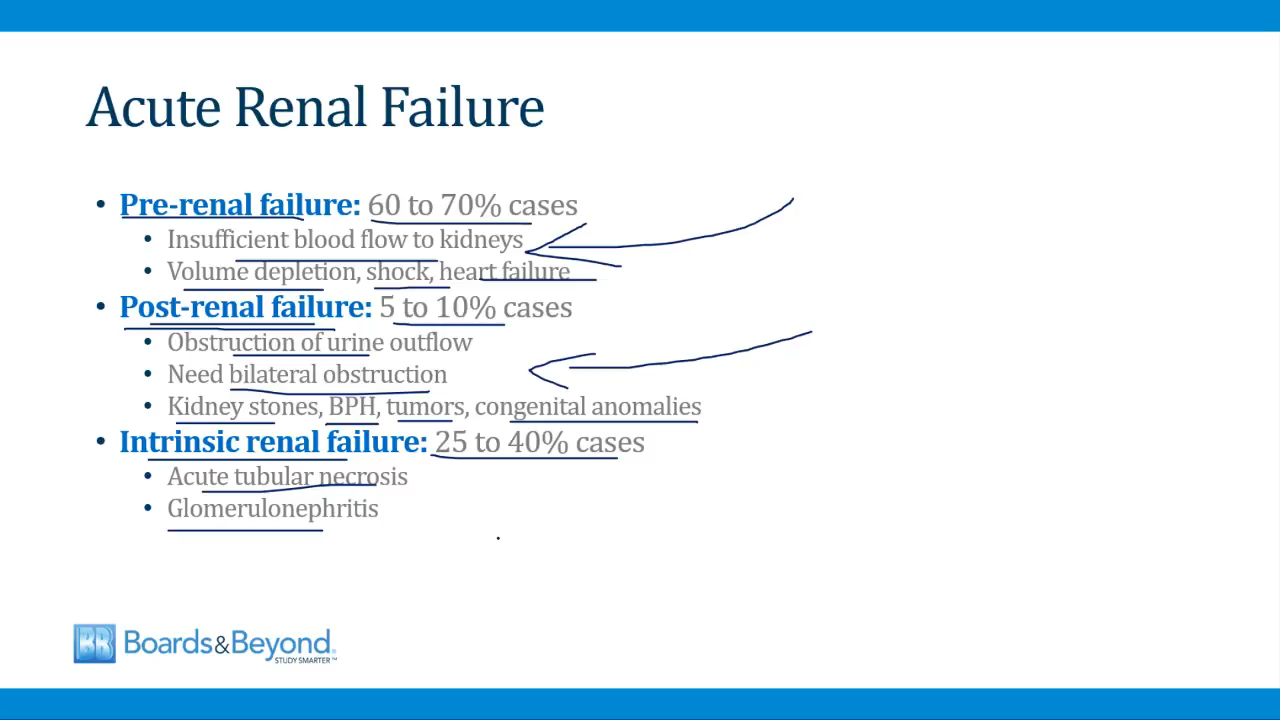 Acute Renal Failure
• Pre-renal failure: 60 to 70% cases
• Insufficient blood flow to kidneys
• Volume depletion, shock, heart failure
• Post-renal failure: 5 to 10% cases
• Obstruction of urine outflow
• Need bilateral obstruction
• Kidney stones, BPH, tumors, congenital anomalies
• Intrinsic renal failure: 25 to 40% cases
• Acute tubular necrosis
• Glomerulonephritis
BB Boards&Beyond.
STUDY SMARTER™